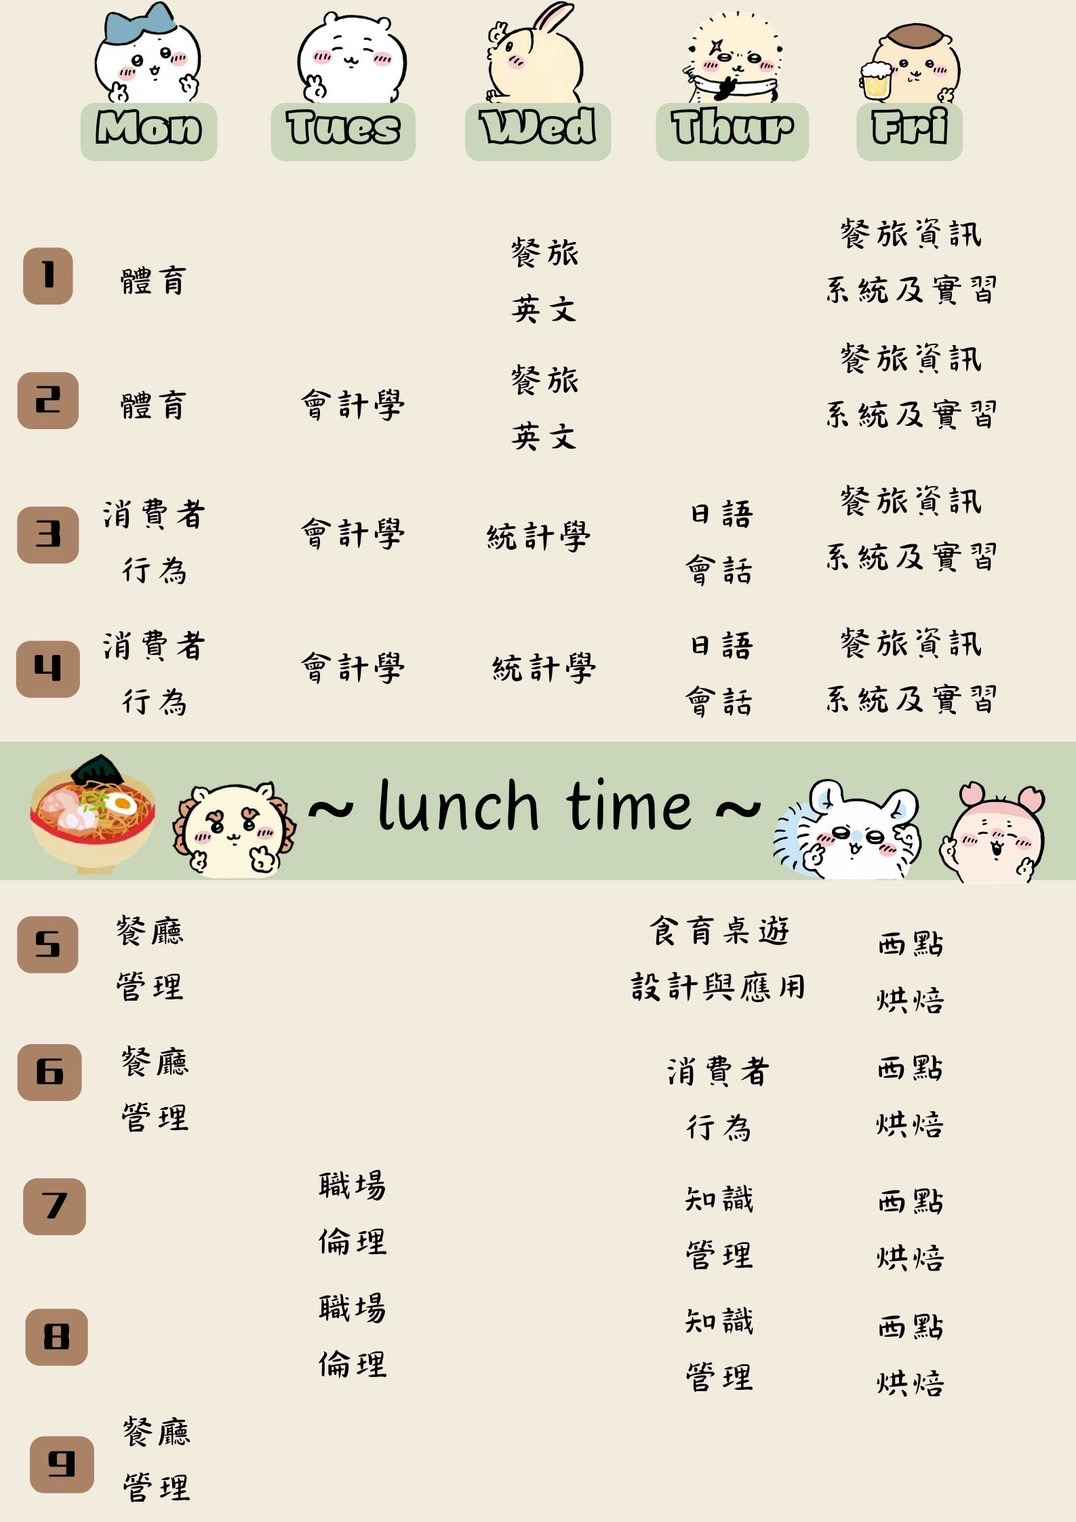 Mon Tues Wed Thur Fri
1
體育
餐旅
英文
餐旅資訊
系統及實習
2
體育
會計學
餐旅
英文
餐旅資訊
系統及實習
3
消費者
行為
會計學
統計學
日語
會話
餐旅資訊
系統及實習
4
消費者
行為
會計學
統計學
日語
會話
餐旅資訊
系統及實習
~ lunch time ~
5
餐廳
管理
食育桌遊
設計與應用
西點
烘焙
6
餐廳
管理
消費者
行為
西點
烘焙
7
職場
倫理
知識
管理
西點
烘焙
8
職場
倫理
知識
管理
西點
烘焙
9
餐廳
管理